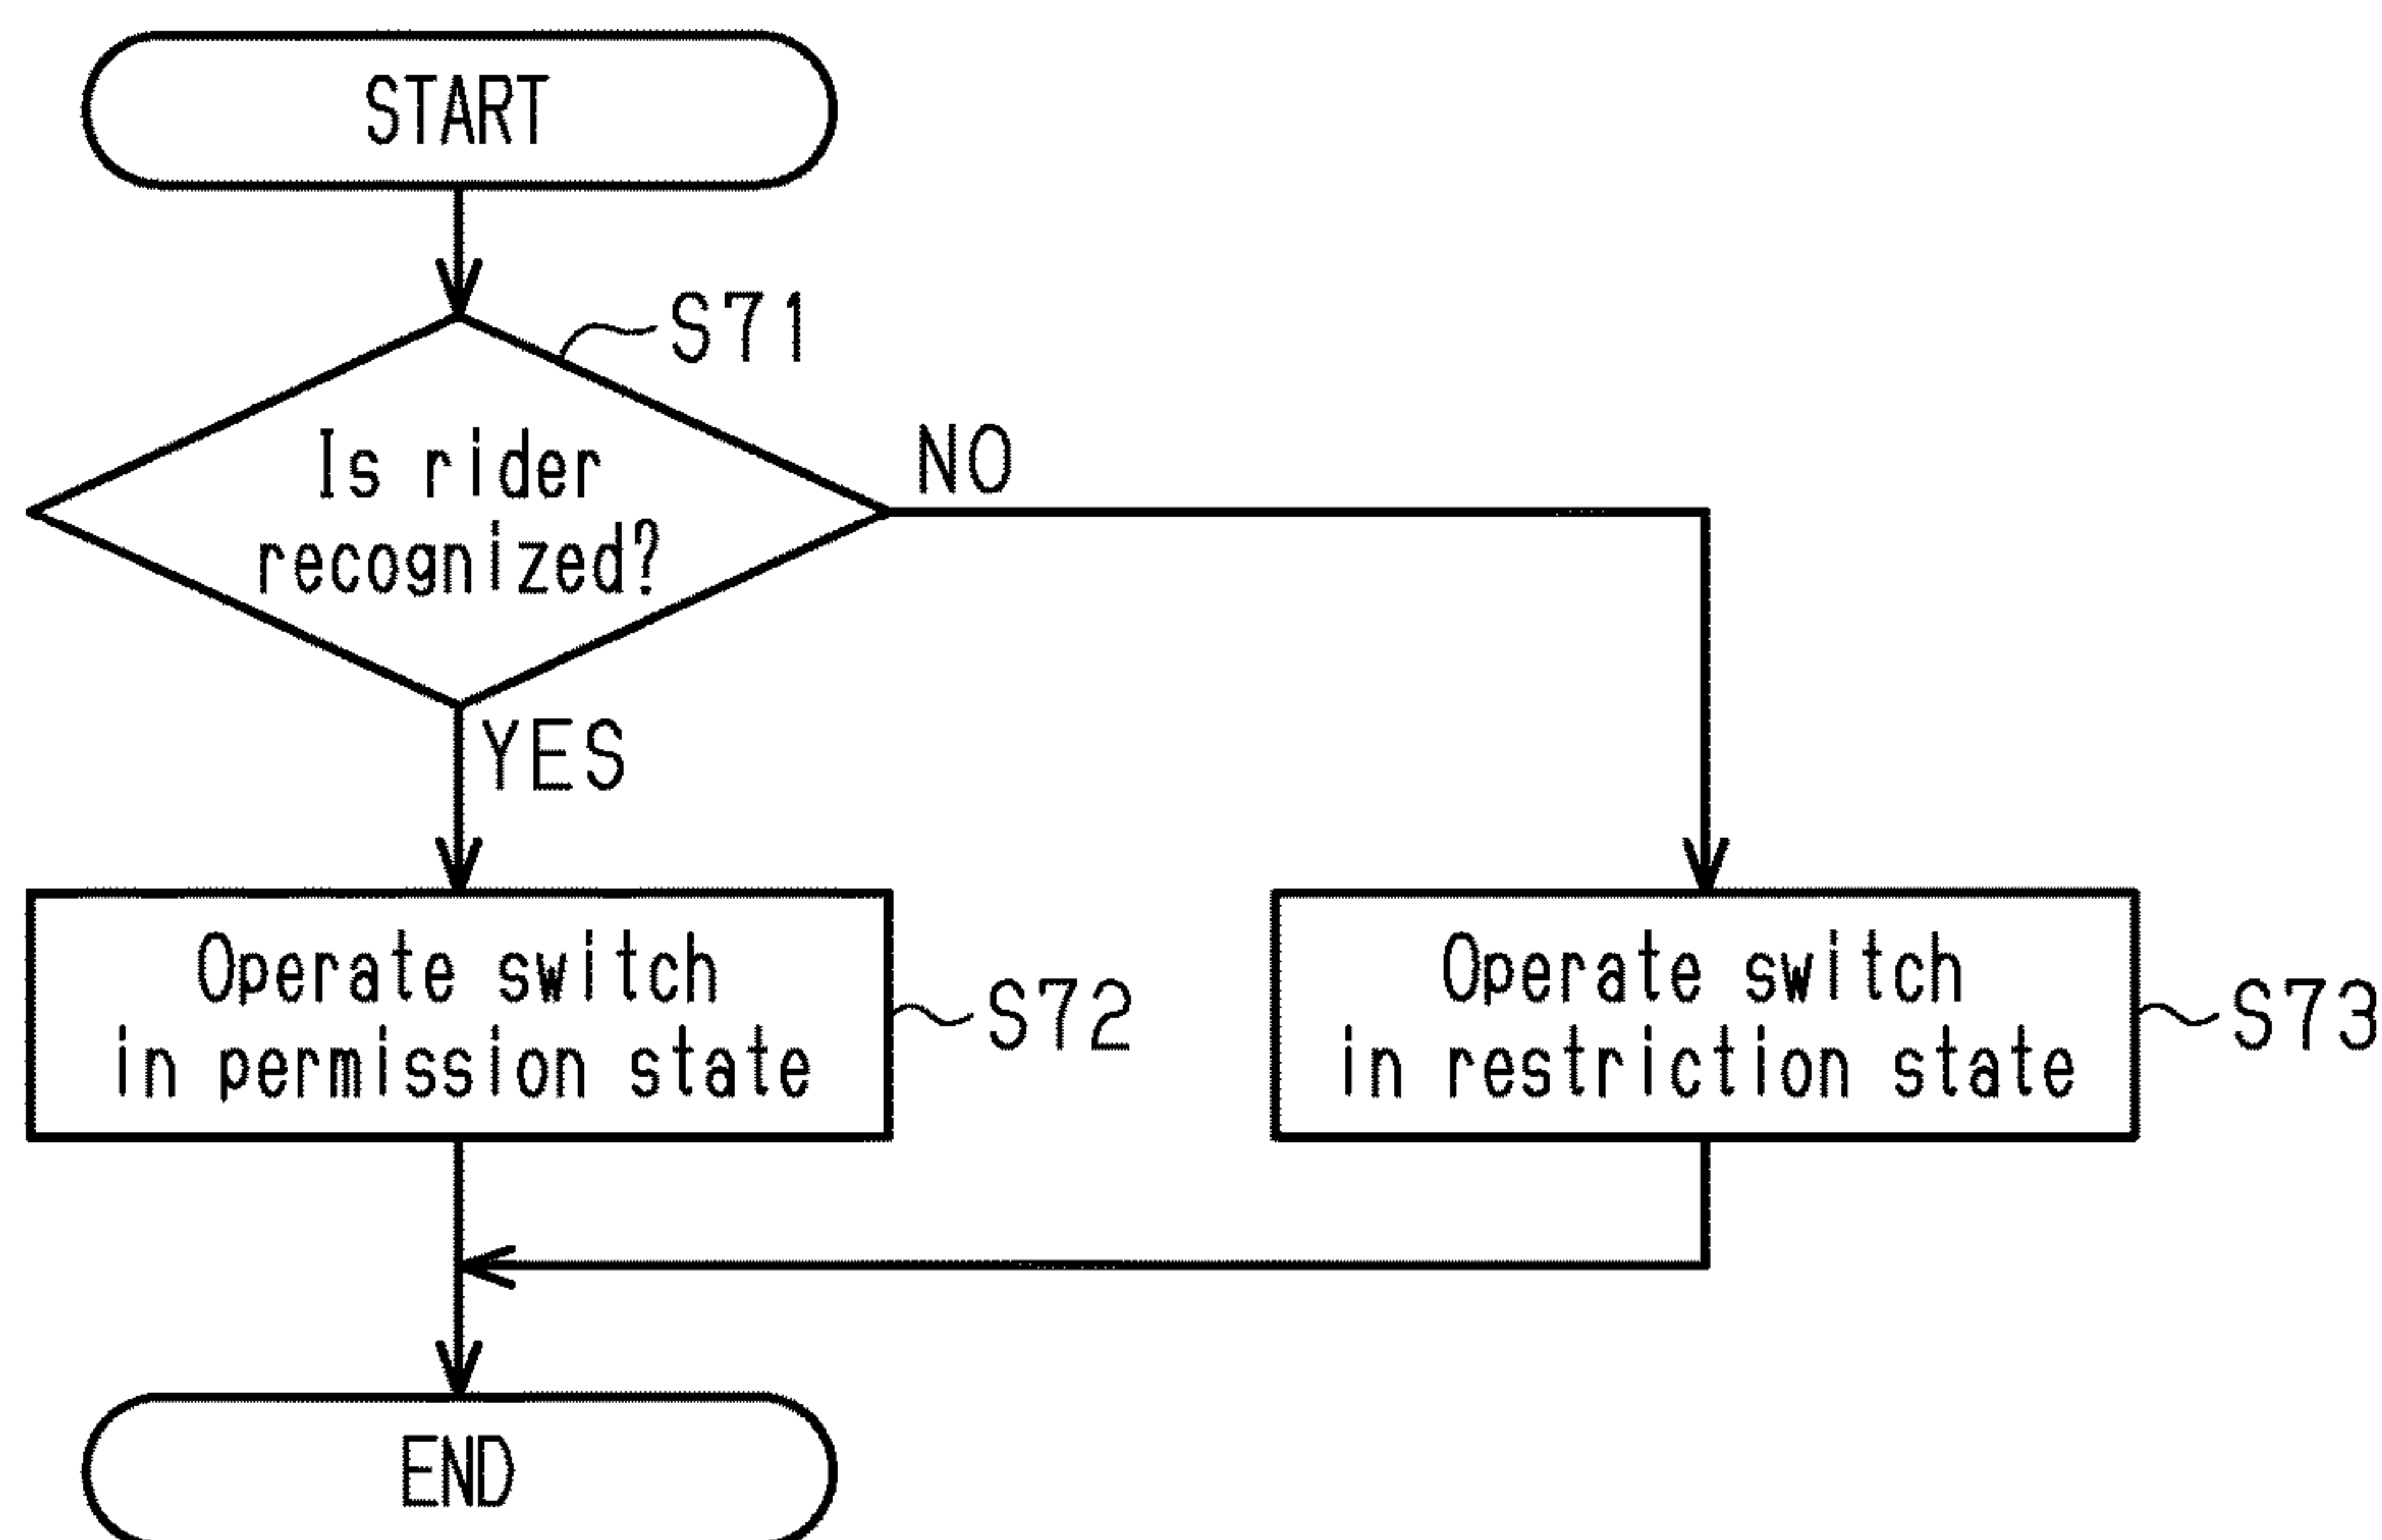 START
S71
Is rider
recognized?
NO
YES
Operate switch
in permission state
S72
Operate switch
in restriction state
S73
END